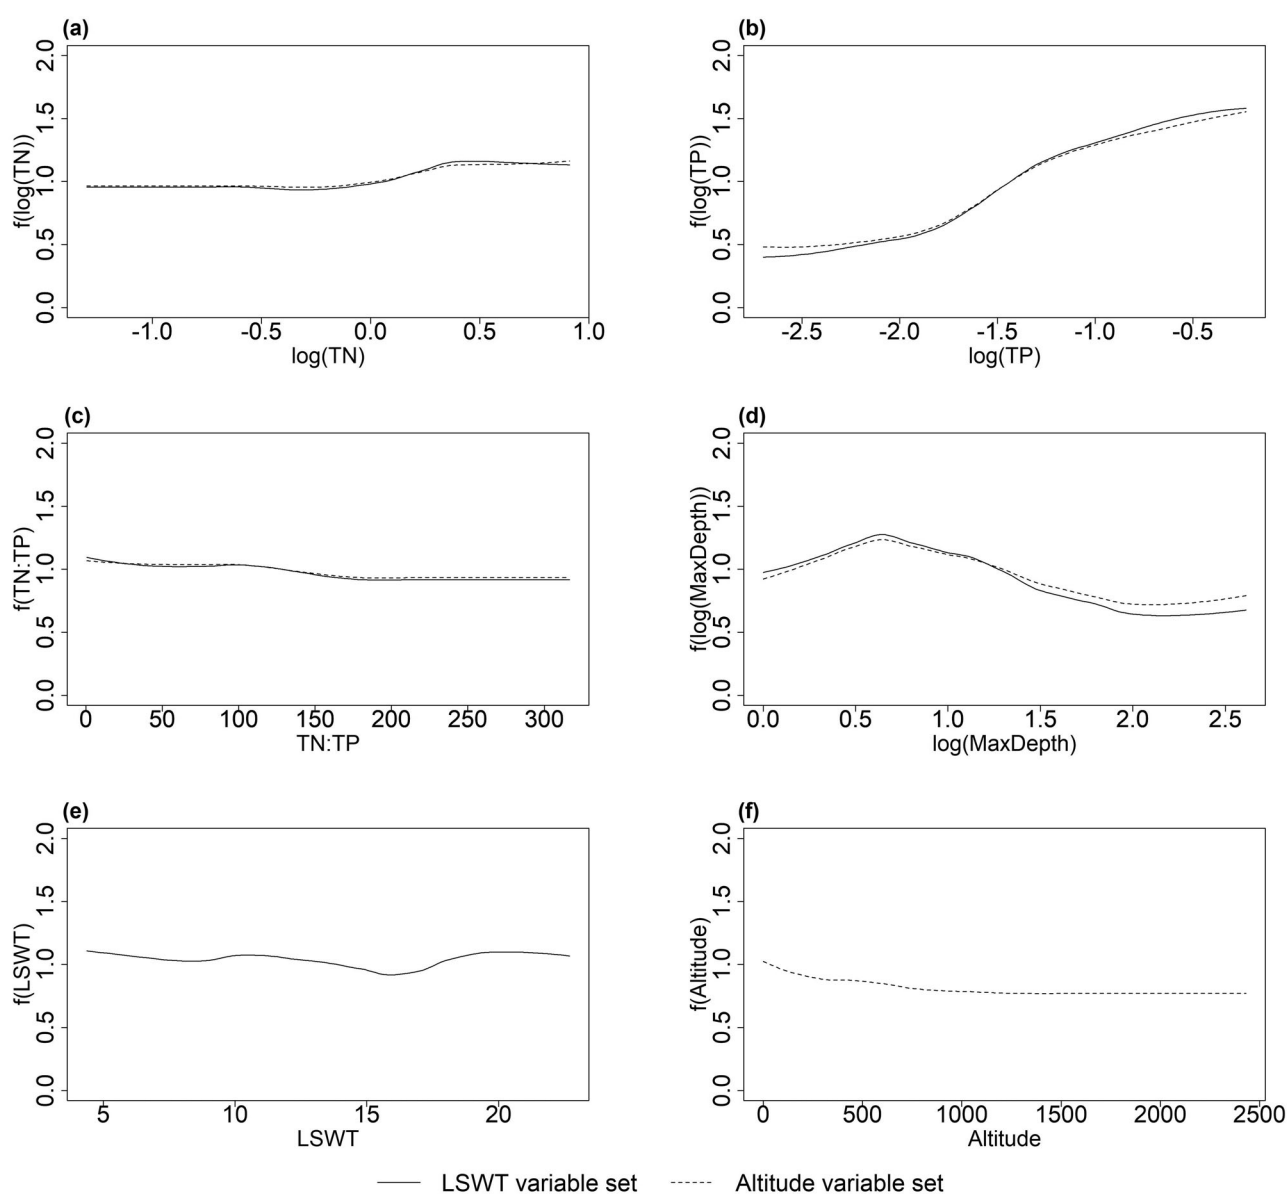 (a)
2.0
1.5
1.0
0.5
0.0
f(log(TN))
-1.0 -0.5 0.0 0.5 1.0
log(TN)
(b)
2.0
1.5
1.0
0.5
0.0
f(log(TP))
-2.5 -2.0 -1.5 -1.0 -0.5
log(TP)
(c)
2.0
1.5
1.0
0.5
0.0
f(TN:TP)
0 50 100 150 200 250 300
TN:TP
(d)
2.0
1.5
1.0
0.5
0.0
f(log(MaxDepth))
0.0 0.5 1.0 1.5 2.0 2.5
log(MaxDepth)
(e)
2.0
1.5
1.0
0.5
0.0
f(LSWT)
5 10 15 20
LSWT
(f)
2.0
1.5
1.0
0.5
0.0
f(Altitude)
0 500 1000 1500 2000 2500
Altitude
LSWT variable set Altitude variable set